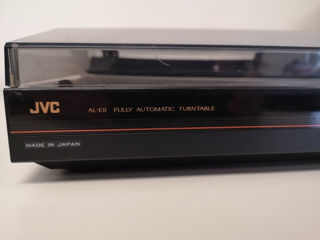 JVC AL-E11 FULLY AUTOMATIC TURNTABLE
MADE IN JAPAN